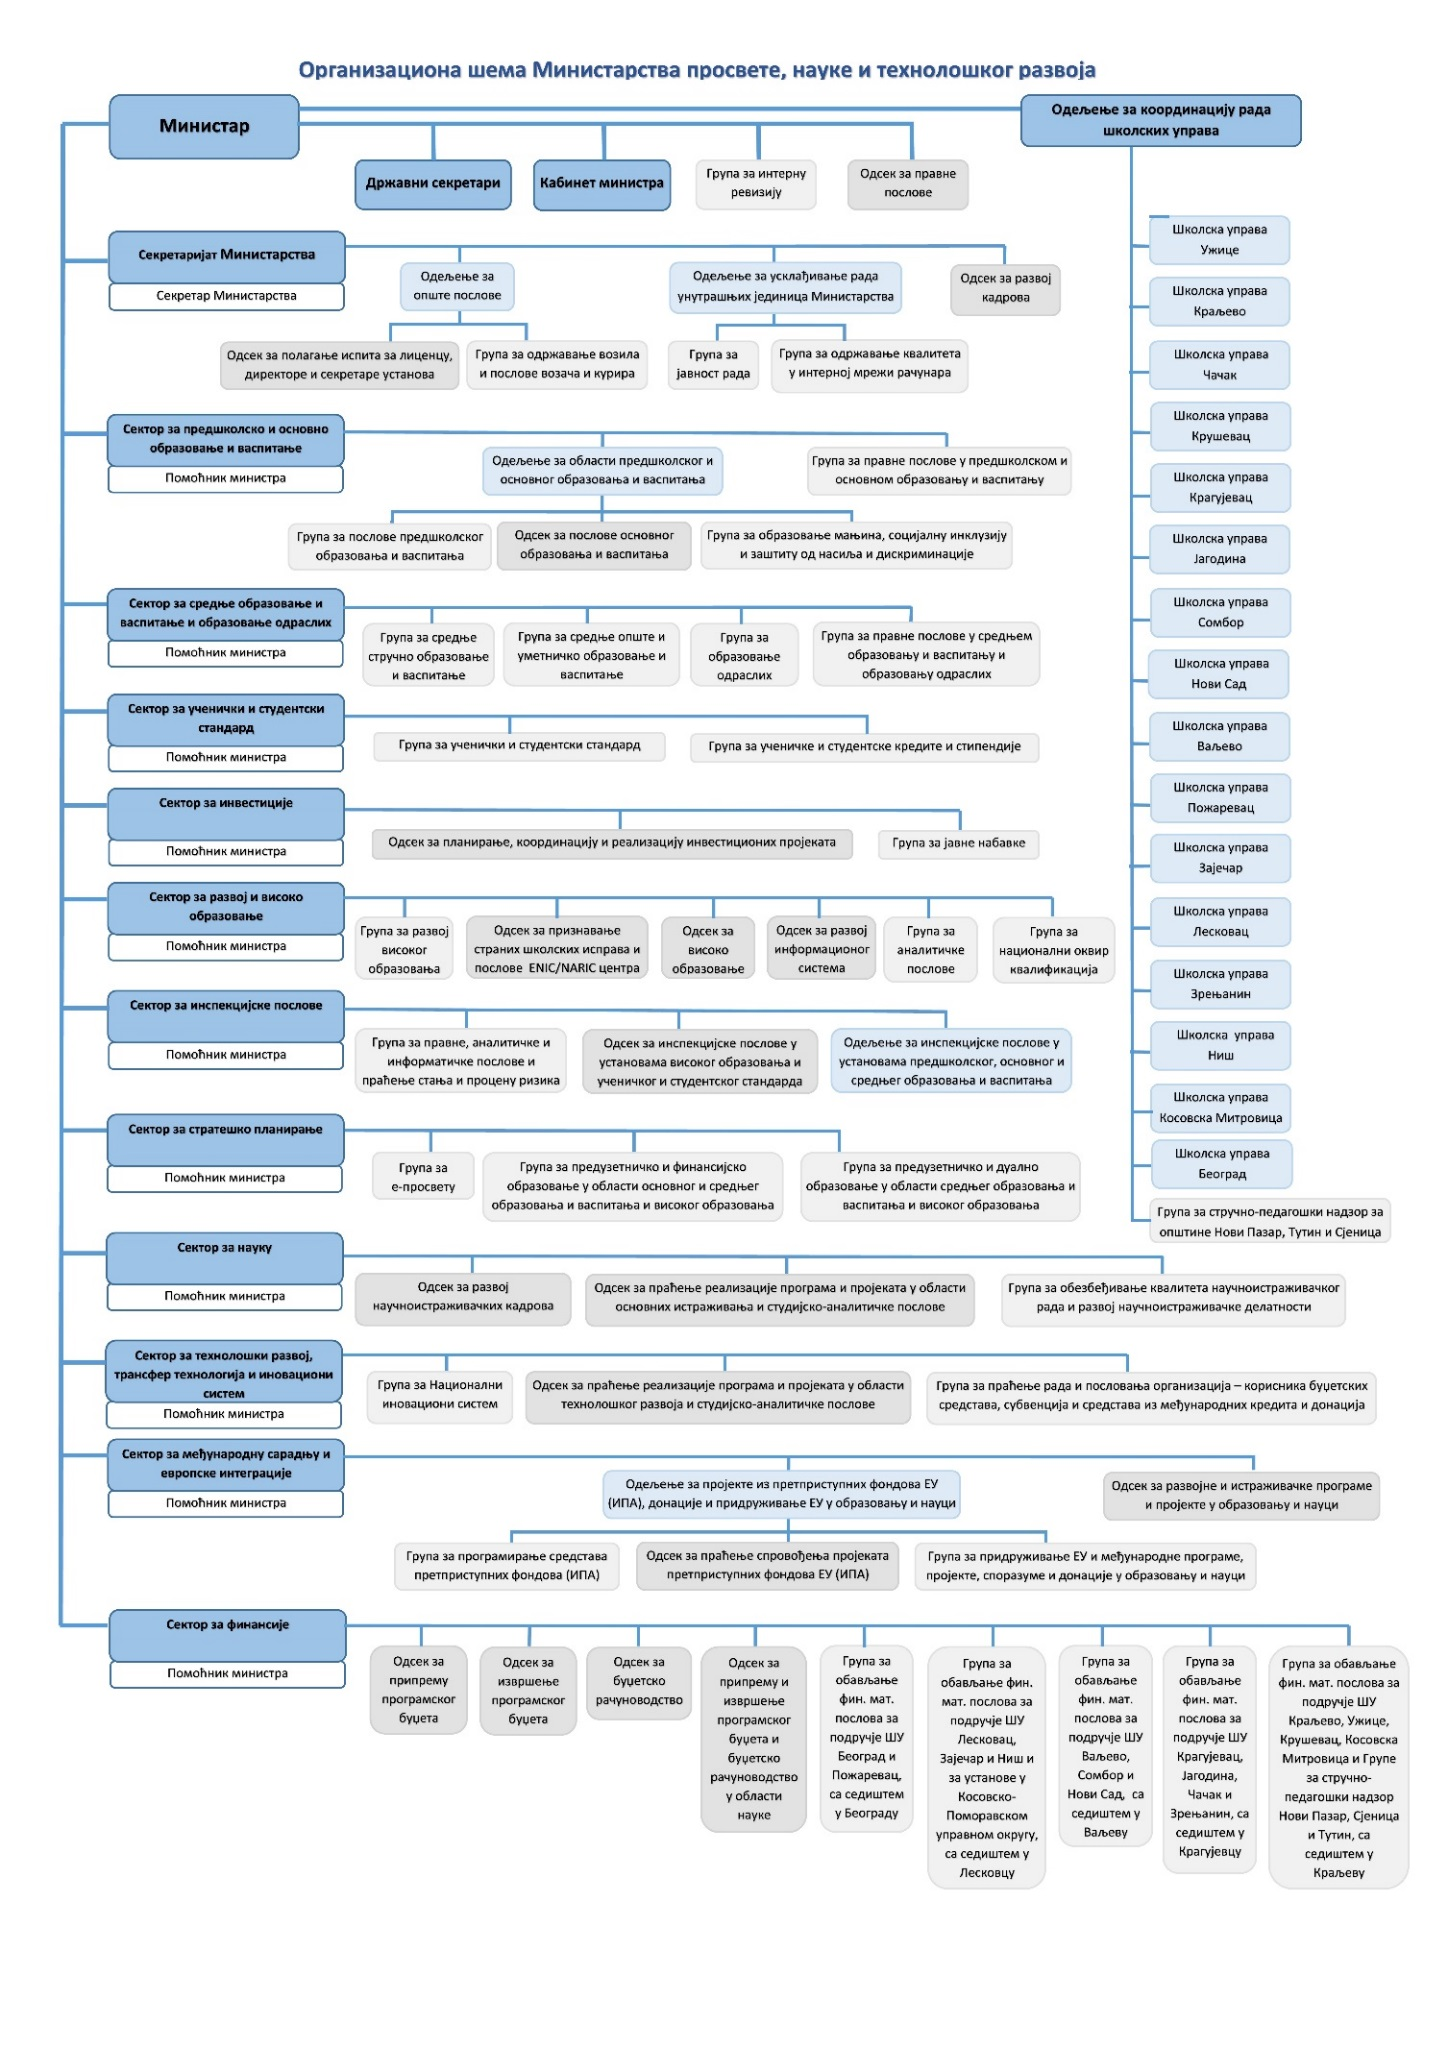 Организациона шема Министарства просвете, науке и технолошког развоја
Министар
Одељење за координацију рада
школских управа
Државни секретари
Кабинет министра
Група за интерну
ревизију
Одсек за правне
послове
Секретаријат Министарства
Секретар Министарства
Одељење за
опште послове
Одељење за усклађивање рада
унутрашњих јединица Министарства
Одсек за развој
кадрова
Одсек за полагање испита за лиценцу,
директоре и секретаре установа
Група за одржавање возила
и послове возача и курира
Група за
јавност рада
Група за одржавање квалитета
у интерној мрежи рачунара
Сектор за предшколско и основно
образовање и васпитање
Помоћник министра
Одељење за области предшколског и
основног образовања и васпитања
Група за правне послове у предшколском и
основном образовању и васпитању
Група за послове предшколског
образовања и васпитања
Одсек за послове основног
образовања и васпитања
Група за образовање мањина, социјалну инклузију
и заштиту од насиља и дискриминације
Сектор за средње образовање и
васпитање и образовање одраслих
Помоћник министра
Група за средње
стручно образовање
и васпитање
Група за средње опште и
уметничко образовање и
васпитање
Група за
образовање
одраслих
Група за правне послове у средњем
образовању и васпитању и
образовању одраслих
Сектор за ученички и студентски
стандард
Помоћник министра
Група за ученички и студентски стандард
Група за ученичке и студентске кредите и стипендије
Сектор за инвестиције
Помоћник министра
Одсек за планирање, координацију и реализацију инвестиционих пројеката
Група за јавне набавке
Сектор за развој и високо
образовање
Помоћник министра
Група за развој
високог
образовања
Одсек за признавање
страних школских исправа и
послове ENIC/NARIC центра
Одсек за
високо
образовање
Одсек за развој
информационог
система
Група за
аналитичке
послове
Група за
национални оквир
квалификација
Сектор за инспекцијске послове
Помоћник министра
Група за правне, аналитичке и
информатичке послове и
праћење стања и процену ризика
Одсек за инспекцијске послове у
установама високог образовања и
ученичког и студентског стандарда
Одељење за инспекцијске послове у
установама предшколског, основног и
средњег образовања и васпитања
Сектор за стратешко планирање
Помоћник министра
Група за
е-просвету
Група за предузетничко и финансијско
образовање у области основног и средњег
образовања и васпитања и високог образовања
Група за предузетничко и дуално
образовање у области средњег образовања и
васпитања и високог образовања
Сектор за науку
Помоћник министра
Одсек за развој
научноистраживачких кадрова
Одсек за праћење реализације програма и пројеката у области
основних истраживања и студијско-аналитичке послове
Група за обезбеђивање квалитета научноистраживачког
рада и развој научноистраживачке делатности
Сектор за технолошки развој,
трансфер технологија и иновациони
систем
Помоћник министра
Група за Национални
иновациони систем
Одсек за праћење реализације програма и пројеката у области
технолошког развоја и студијско-аналитичке послове
Група за праћење рада и пословања организација – корисника буџетских
средстава, субвенција и средстава из међународних кредита и донација
Сектор за међународну сарадњу и
европске интеграције
Помоћник министра
Одељење за пројекте из претприступних фондова ЕУ
(ИПА), донације и придруживање ЕУ у образовању и науци
Одсек за развојне и истраживачке програме
и пројекте у образовању и науци
Група за програмирање средстава
претприступних фондова (ИПА)
Одсек за праћење спровођења пројеката
претприступних фондова ЕУ (ИПА)
Група за придруживање ЕУ и међународне програме,
пројекте, споразуме и донације у образовању и науци
Сектор за финансије
Помоћник министра
Одсек за
припрему
програмског
буџета
Одсек за
извршење
програмског
буџета
Одсек за
буџетско
рачуноводство
Одсек за
припрему и
извршење
програмског
буџета и
буџетско
рачуноводство
у области
науке
Група за
обављање
фин. мат.
послова за
подручје ШУ
Београд и
Пожаревац,
са седиштем
у Београду
Група за
обављање фин.
мат. послова за
подручје ШУ
Лесковац,
Зајечар и Ниш и
за установе у
Косовско-
Поморавском
управном округу,
са седиштем у
Лесковцу
Група за
обављање
фин. мат.
послова за
подручје ШУ
Ваљево,
Сомбор и
Нови Сад, са
седиштем у
Ваљеву
Група за
обављање
фин. мат.
послова за
подручје ШУ
Крагујевац,
Јагодина,
Чачак и
Зрењанин, са
седиштем у
Крагујевцу
Група за обављање
фин. мат. послова за
подручје ШУ
Краљево, Ужице,
Крушевац, Косовска
Митровица и Групе
за стручно-
педагошки надзор
Нови Пазар, Сјеница
и Тутин, са
седиштем у
Краљеву
Школска управа
Ужице
Школска управа
Краљево
Школска управа
Чачак
Школска управа
Крушевац
Школска управа
Крагујевац
Школска управа
Јагодина
Школска управа
Сомбор
Школска управа
Нови Сад
Школска управа
Ваљево
Школска управа
Пожаревац
Школска управа
Зајечар
Школска управа
Лесковац
Школска управа
Зрењанин
Школска управа
Ниш
Школска управа
Косовска Митровица
Школска управа
Београд
Група за стручно-педагошки надзор за
општине Нови Пазар, Тутин и Сјеница